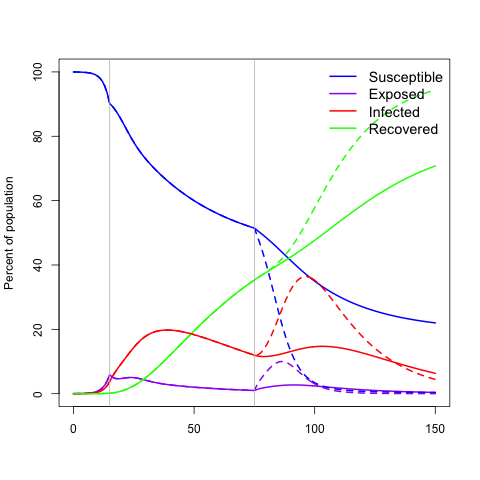 Percent of population
100
80
60
40
20
0
0 50 100 150
Susceptible
Exposed
Infected
Recovered